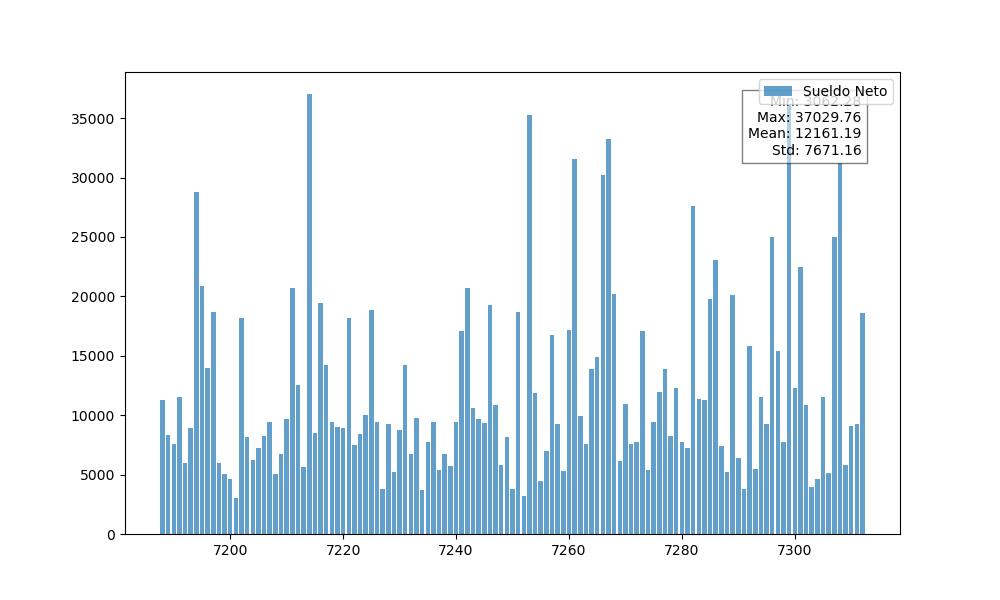 Sueldo Neto
Min: 3062.28
Max: 37029.76
Mean: 12161.19
Std: 7671.16
35000
30000
25000
20000
15000
10000
5000
0
7200 7220 7240 7260 7280 7300